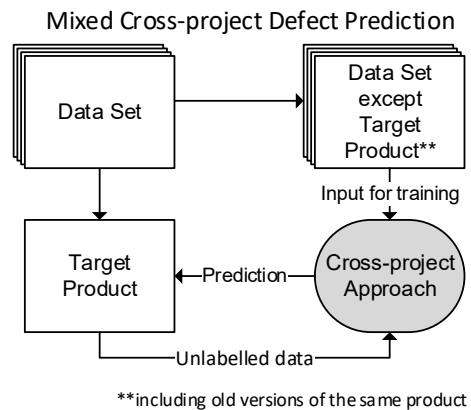 Mixed Cross-project Defect Prediction
Data Set
Data Set
except
Target
Product**
Input for training
Target
Product
Prediction
Cross-project
Approach
Unlabelled data
**including old versions of the same product